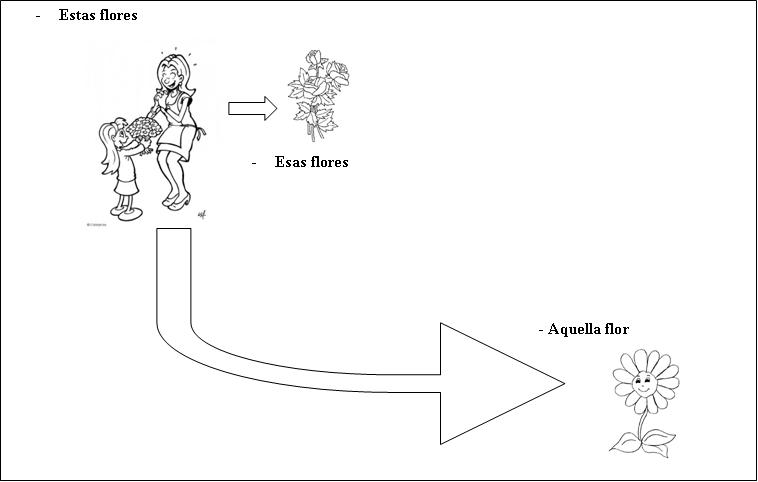 - Estas flores
- Esas flores
- Aquella flor